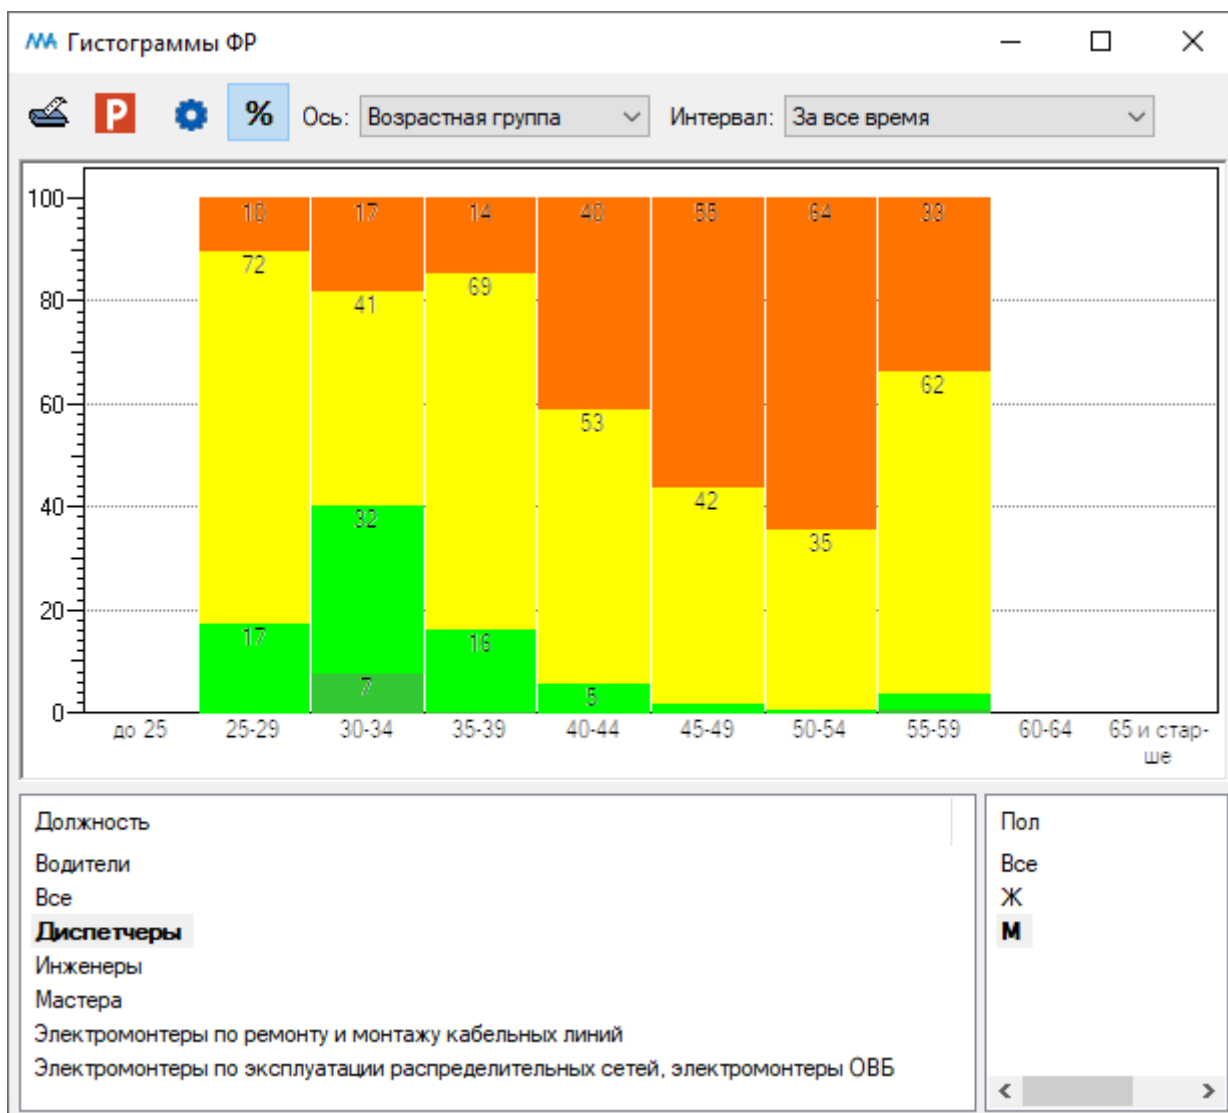 Гистограммы ФР
P % Ось: Возрастная группа Интервал: За все время
100
10 17 14 40 55 64 33
72 41 69
80
62
60
53
42
40
32
35
20
17 16
7 5
0
до 25 25-29 30-34 35-39 40-44 45-49 50-54 55-59 60-64 65 и стар-
ше
Должность
Водители
Все
Диспетчеры
Инженеры
Мастера
Электромонтеры по ремонту и монтажу кабельных линий
Электромонтеры по эксплуатации распределительных сетей, электромонтеры ОВБ
Пол
Все
Ж
М